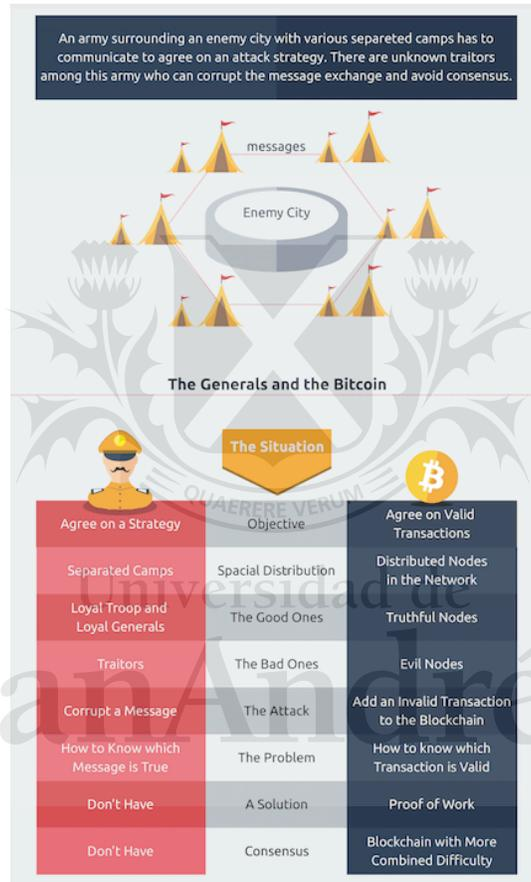 An army surrounding an enemy city with various separeted camps has to
communicate to agree on an attack strategy. There are unknown traitors
among this army who can corrupt the message exchange and avoid consensus.
messages
Enemy City
The Generals and the Bitcoin
The Situation
QUAERERE VERUM
Agree on a Strategy
Objective
Agree on Valid
Transactions
Separated Camps
Spacial Distribution
Distributed Nodes
in the Network
Universidad de
Loyal Troop and
Loyal Generals
The Good Ones
Truthful Nodes
Traitors
The Bad Ones
Evil Nodes
anAndré
Corrupt a Message
The Attack
Add an Invalid Transaction
to the Blockchain
How to Know which
Message is True
The Problem
How to know which
Transaction is Valid
Don't Have
A Solution
Proof of Work
Don't Have
Consensus
Blockchain with More
Combined Difficulty